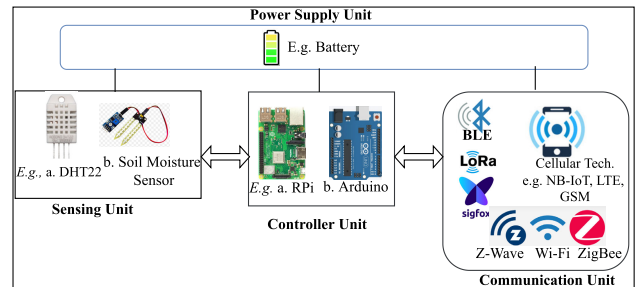 Power Supply Unit
E.g. Battery
E.g., a. DHT22
b. Soil Moisture
Sensor
Sensing Unit
E.g. a. RPi
b. Arduino
Controller Unit
BLE
LoRa
sigfox
Cellular Tech.
e.g. NB-IoT, LTE,
GSM
Z-Wave
Wi-Fi
ZigBee
Communication Unit